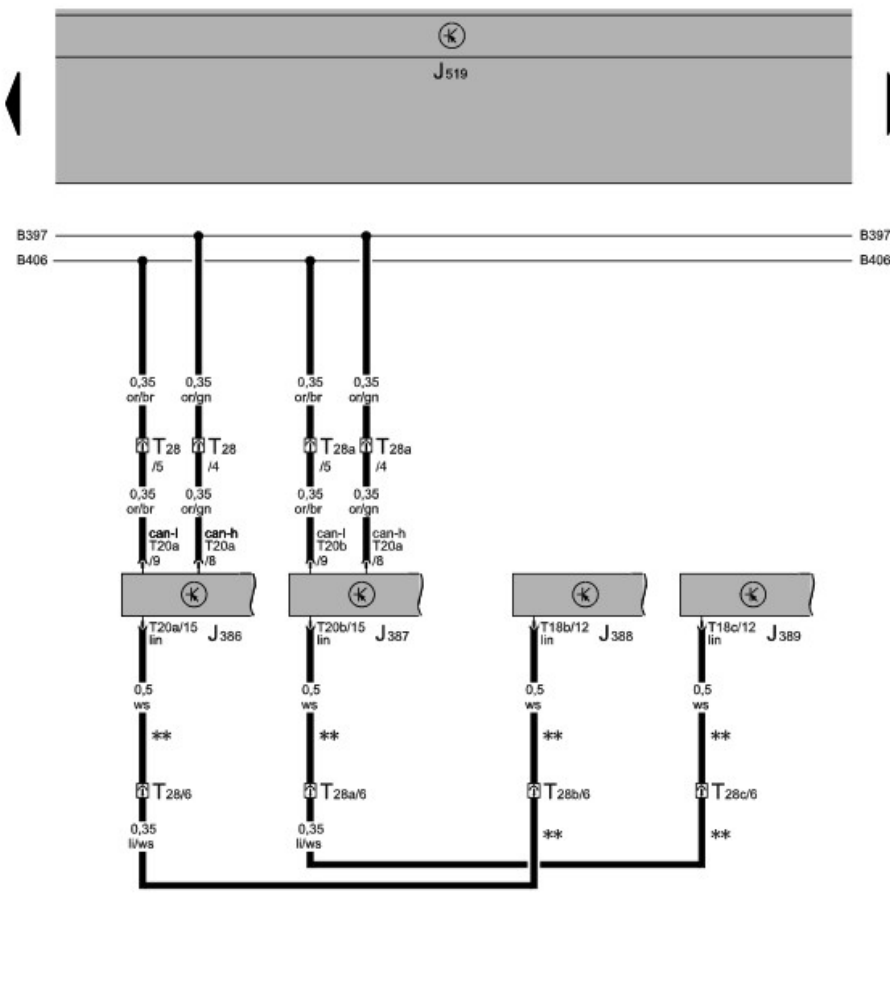 J519
B397 B397
B406 B406
0,35 0,35 0,35 0,35
or/br or/gn or/br or/gn
T28 T28 T28a T28a
/5 /4 /5 /4
0,35 0,35 0,35 0,35
or/br or/gn or/br or/gn
can-l can-h can-l can-h
T20a T20a T20b T20a
/9 /8 /9 /8
T20a/15 J386 T20b/15 J387 T18b/12 J388 T18c/12 J389
lin lin lin lin
0,5 0,5 0,5 0,5
ws ws ws ws
** ** ** **
T28/6 T28a/6 T28b/6 T28c/6
0,35 0,35 ** **
li/ws li/ws